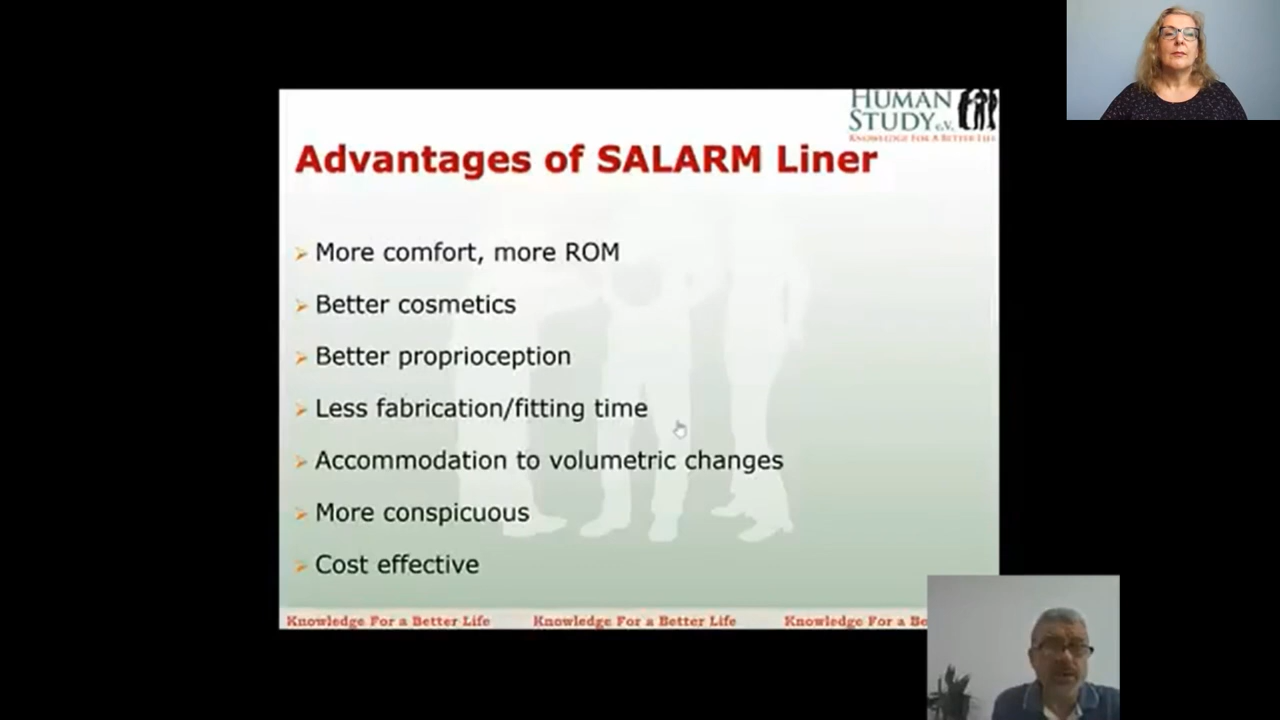 HUMAN
STUDY e.V.
KNOWLEDGE FOR A BETTER LIFE
Advantages of SALARM Liner
➢ More comfort, more ROM
➢ Better cosmetics
➢ Better proprioception
➢ Less fabrication/fitting time
➢ Accommodation to volumetric changes
➢ More conspicuous
➢ Cost effective
Knowledge For a Better Life Knowledge For a Better Life Knowledge For a Be